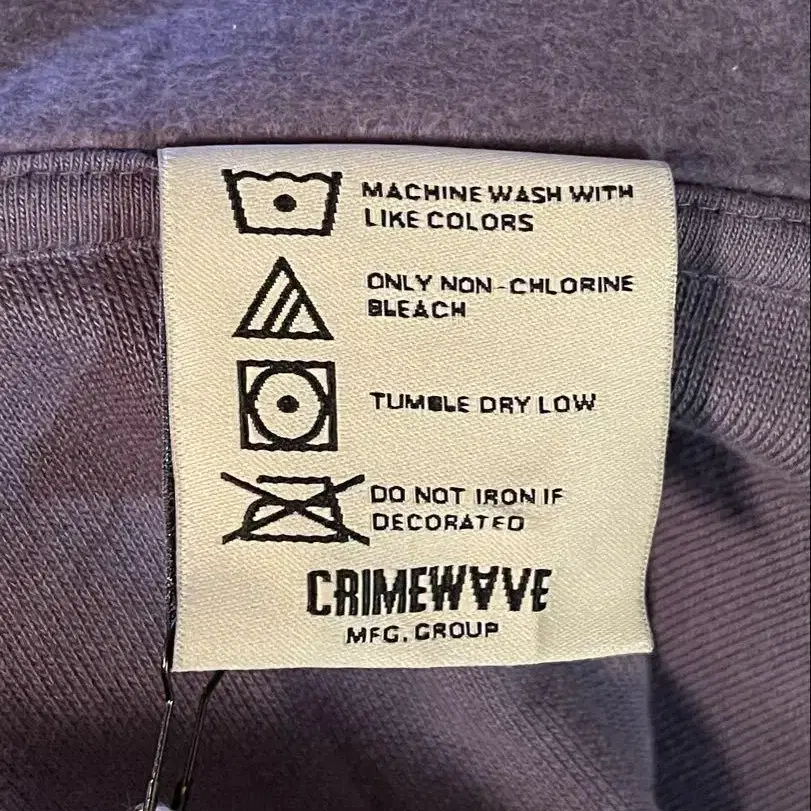 MACHINE WASH WITH
LIKE COLORS
ONLY NON-CHLORINE
BLEACH
TUMBLE DRY LOW
DO NOT IRON IF
DECORATED
CRIMEWAVE
MFG. GROUP